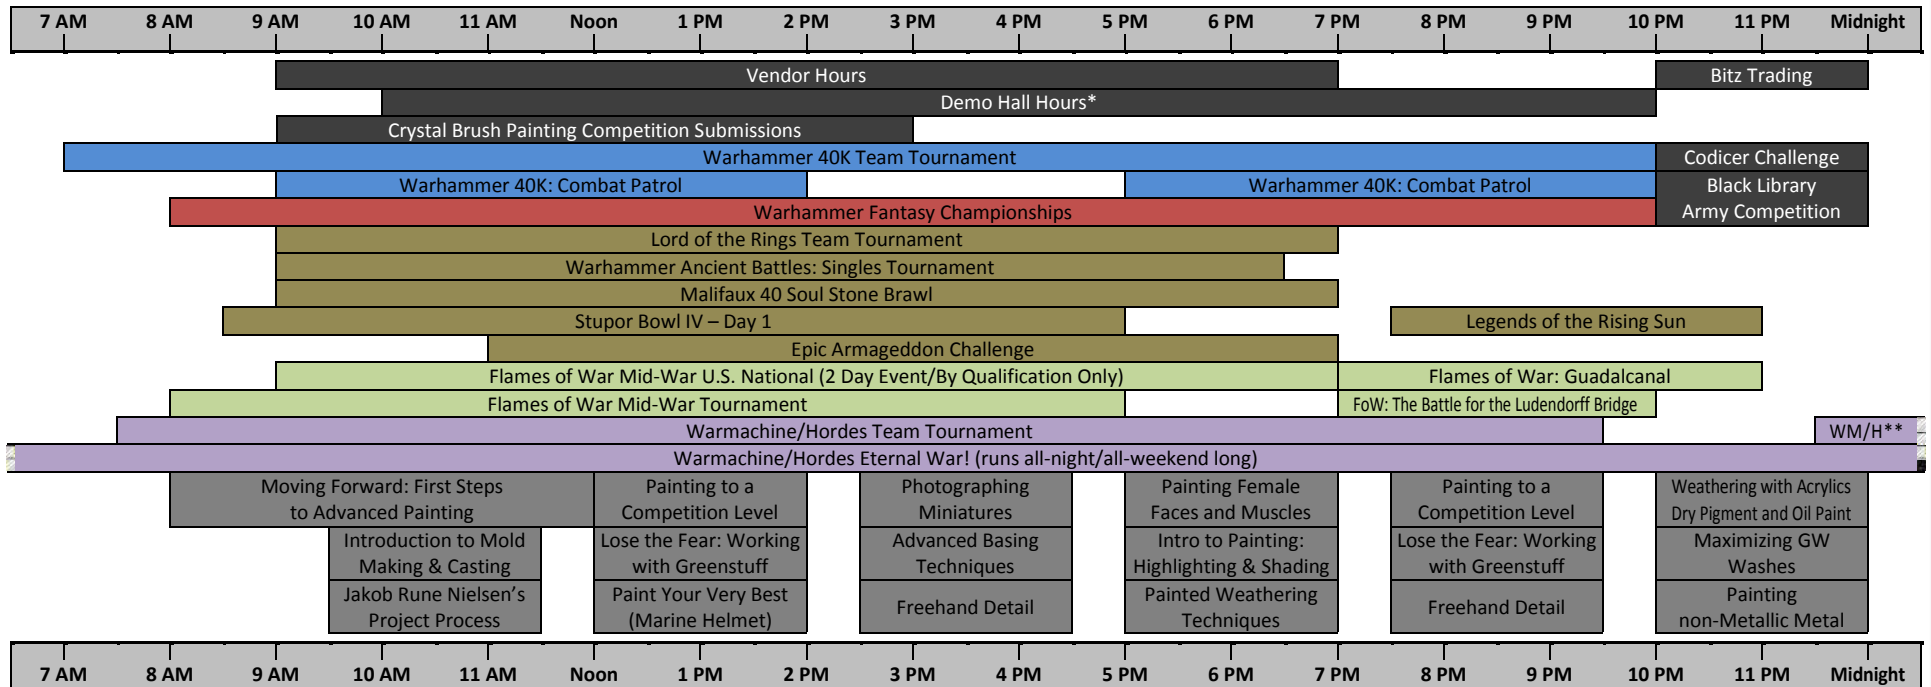 7 AM 8 AM 9 AM 10 AM 11 AM Noon 1 PM 2 PM 3 PM 4 PM 5 PM 6 PM 7 PM 8 PM 9 PM 10 PM 11 PM Midnight
Vendor Hours Bitz Trading
Demo Hall Hours*
Crystal Brush Painting Competition Submissions
Warhammer 40K Team Tournament Codicer Challenge
Warhammer 40K: Combat Patrol Warhammer 40K: Combat Patrol Black Library
Warhammer Fantasy Championships Army Competition
Lord of the Rings Team Tournament
Warhammer Ancient Battles: Singles Tournament
Malifaux 40 Soul Stone Brawl
Stupor Bowl IV – Day 1 Legends of the Rising Sun
Epic Armageddon Challenge
Flames of War Mid-War U.S. National (2 Day Event/By Qualification Only) Flames of War: Guadalcanal
Flames of War Mid-War Tournament FoW: The Battle for the Ludendorff Bridge
Warmachine/Hordes Team Tournament WM/H**
Warmachine/Hordes Eternal War! (runs all-night/all-weekend long)
Moving Forward: First Steps Painting to a Photographing Painting Female Painting to a Weathering with Acrylics
to Advanced Painting Competition Level Miniatures Faces and Muscles Competition Level Dry Pigment and Oil Paint
Introduction to Mold Lose the Fear: Working Advanced Basing Intro to Painting: Lose the Fear: Working Maximizing GW
Making & Casting with Greenstuff Techniques Highlighting & Shading with Greenstuff Washes
Jakob Rune Nielsen's Paint Your Very Best Freehand Detail Painted Weathering Freehand Detail Painting
Project Process (Marine Helmet) Techniques non-Metallic Metal
7 AM 8 AM 9 AM 10 AM 11 AM Noon 1 PM 2 PM 3 PM 4 PM 5 PM 6 PM 7 PM 8 PM 9 PM 10 PM 11 PM Midnight